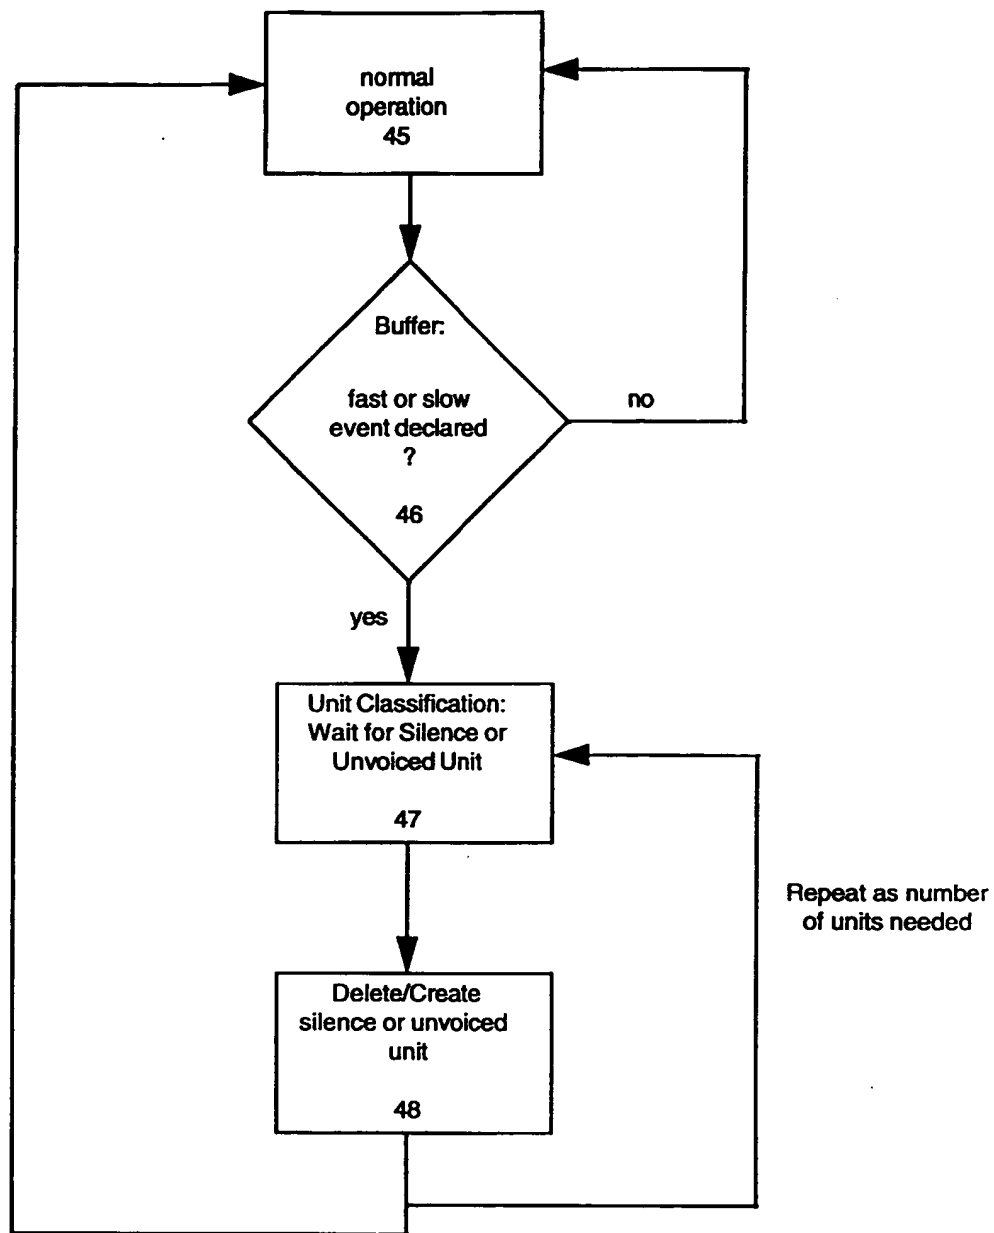 normal
operation
45
Buffer:
fast or slow
event declared
?
46
no
yes
Unit Classification:
Wait for Silence or
Unvoiced Unit
47
Repeat as number
of units needed
Delete/Create
silence or unvoiced
unit
48